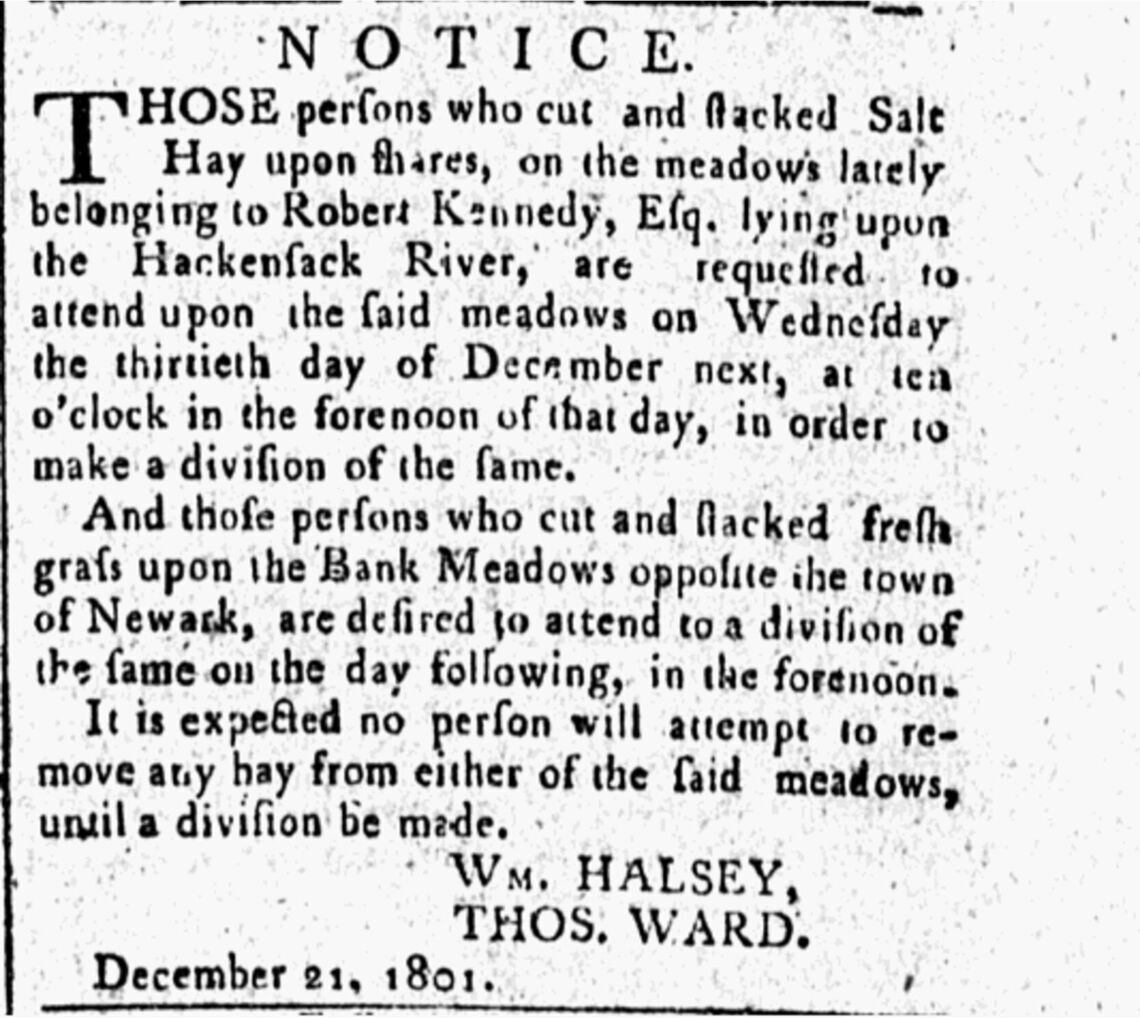 NOTICE.
THOSE perſons who cut and ſtacked Salt
Hay upon ſhares, on the meadows lately
belonging to Robert Kennedy, Eſq. lying upon
the Hackenſack River, are requeſted to
attend upon the ſaid meadows on Wedneſday
the thirtieth day of December next, at ten
o'clock in the forenoon of that day, in order to
make a diviſion of the ſame.
And thoſe perſons who cut and ſtacked freſh
graſs upon the Bank Meadows oppoſite the town
of Newark, are deſired to attend to a diviſion of
the ſame on the day following, in the forenoon.
It is expected no perſon will attempt to re-
move any hay from either of the ſaid meadows,
until a diviſion be made.
WM. HALSEY,
THOS. WARD.
December 21, 1801.